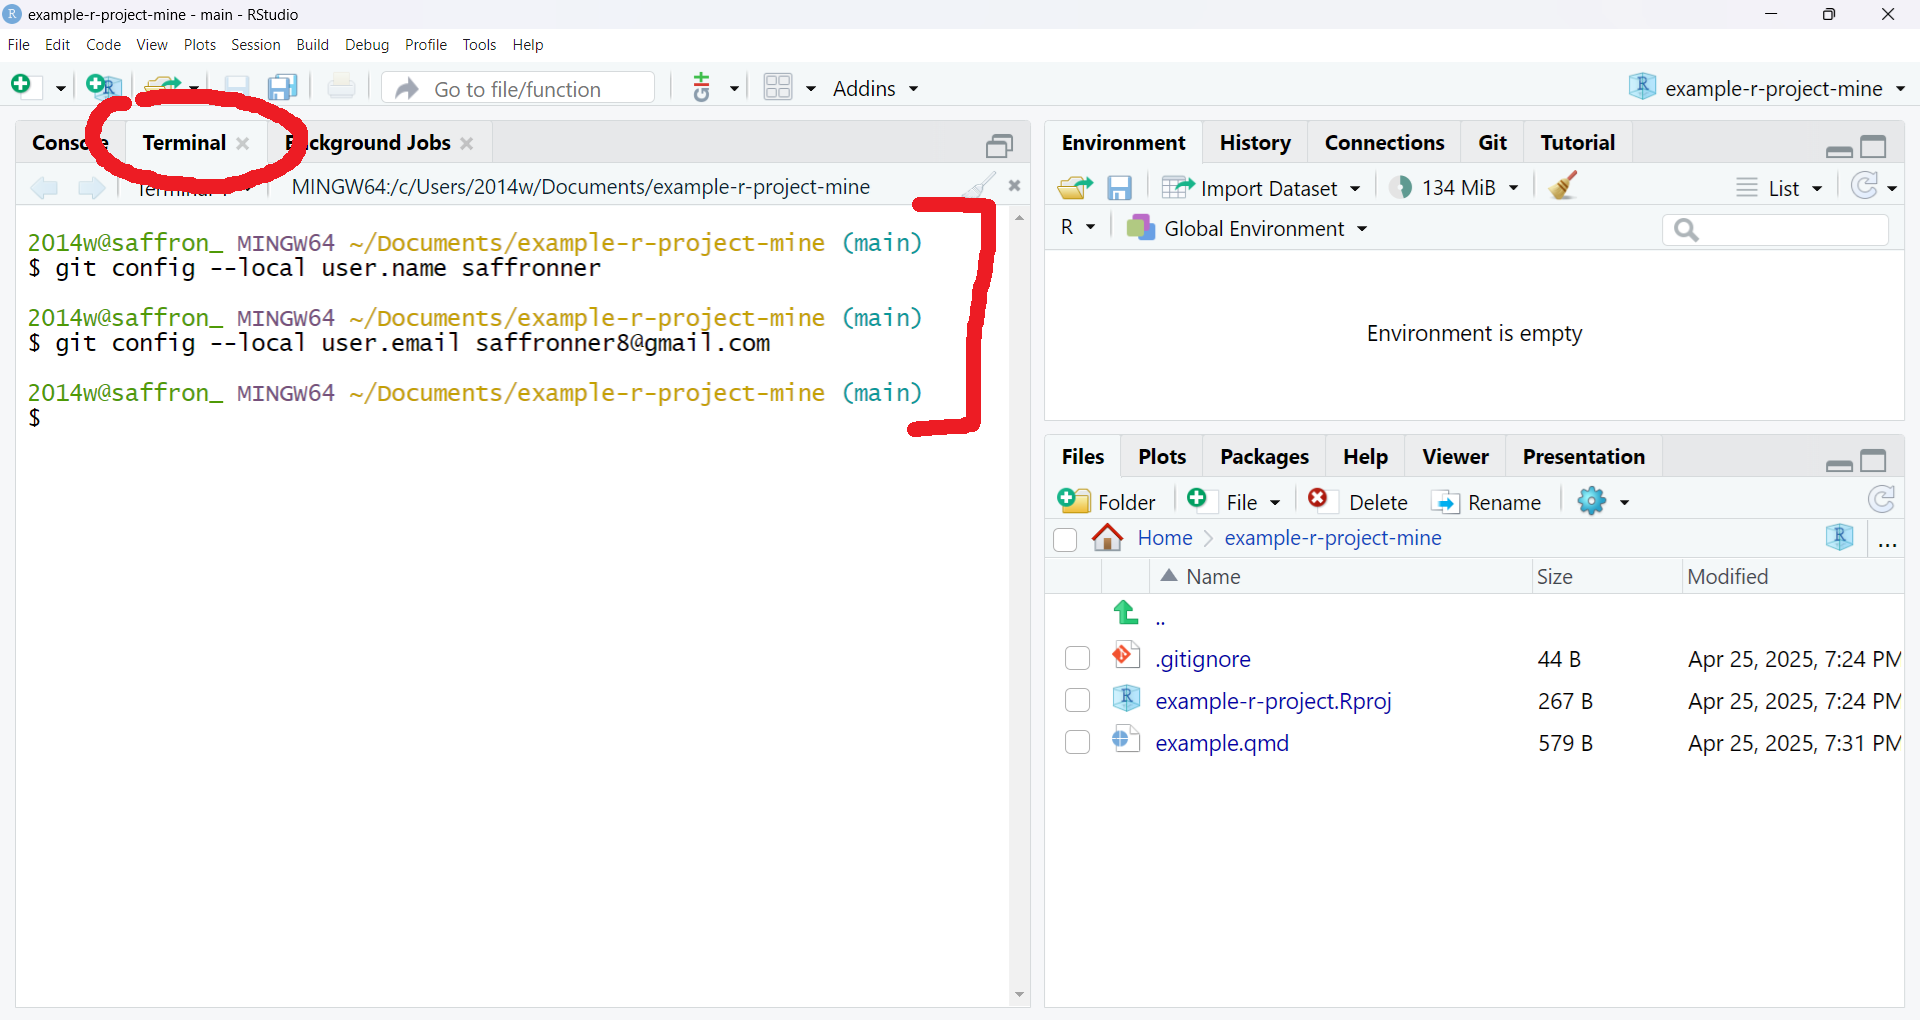 example-r-project-mine - main - RStudio
File Edit Code View Plots Session Build Debug Profile Tools Help
Go to file/function Addins example-r-project-mine
Console Terminal Background Jobs
Terminal MINGW64:/c/Users/2014w/Documents/example-r-project-mine
2014w@saffron_ MINGW64 ~/Documents/example-r-project-mine (main)
$ git config --local user.name saffronner
2014w@saffron_ MINGW64 ~/Documents/example-r-project-mine (main)
$ git config --local user.email saffronner8@gmail.com
2014w@saffron_ MINGW64 ~/Documents/example-r-project-mine (main)
$
Environment History Connections Git Tutorial
Import Dataset 134 MiB List
R Global Environment
Environment is empty
Files Plots Packages Help Viewer Presentation
Folder File Delete Rename
Home example-r-project-mine ...
Name Size Modified
..
.gitignore 44 B Apr 25, 2025, 7:24 PM
example-r-project.Rproj 267 B Apr 25, 2025, 7:24 PM
example.qmd 579 B Apr 25, 2025, 7:31 PM